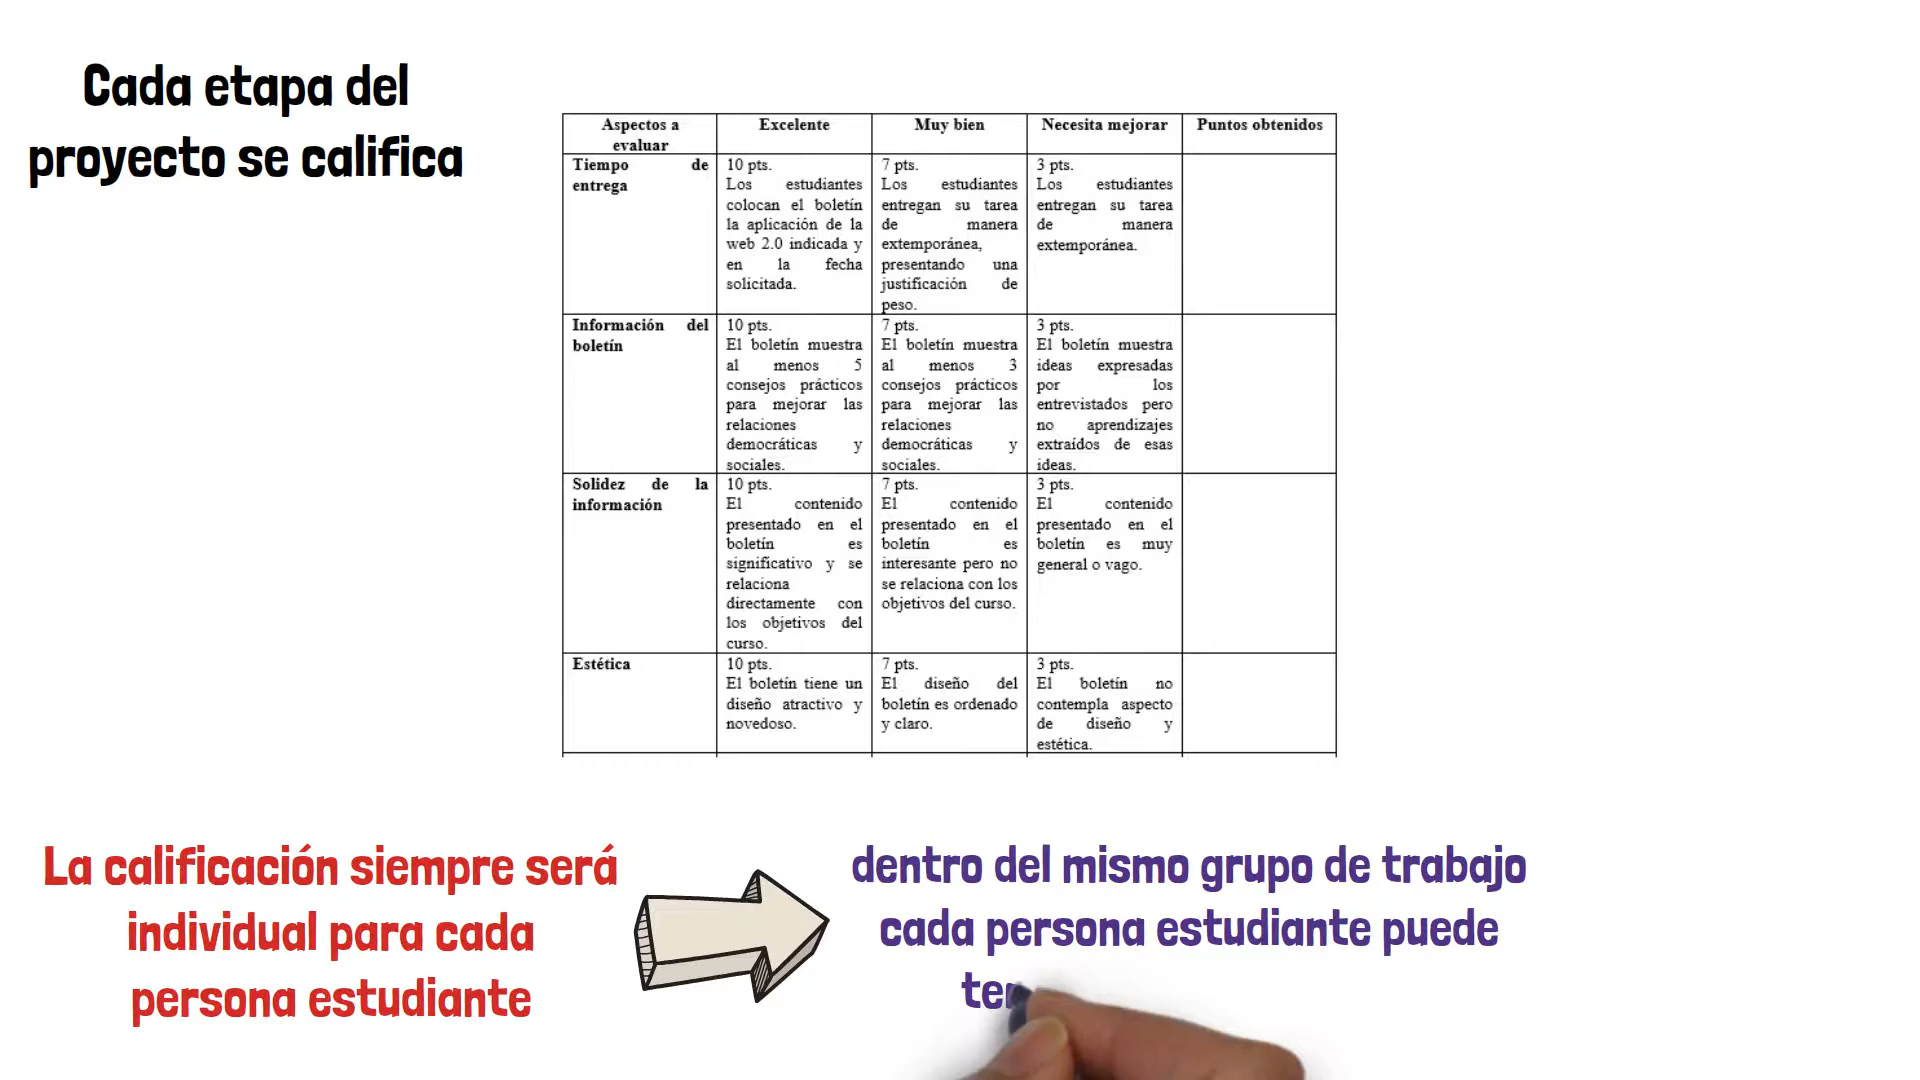 Cada etapa del
proyecto se califica
Aspectos a
evaluar
Excelente
Muy bien
Necesita mejorar
Puntos obtenidos
Tiempo de
entrega
10 pts.
Los estudiantes
colocan el boletín
la aplicación de la
web 2.0 indicada y
en la fecha
solicitada.
7 pts.
Los estudiantes
entregan su tarea
de manera
extemporánea,
presentando una
justificación de
peso.
3 pts.
Los estudiantes
entregan su tarea
de manera
extemporánea.
Información del
boletín
10 pts.
El boletín muestra
al menos 5
consejos prácticos
para mejorar las
relaciones
democráticas y
sociales.
7 pts.
El boletín muestra
al menos 3
consejos prácticos
para mejorar las
relaciones
democráticas y
sociales.
3 pts.
El boletín muestra
ideas expresadas
por los
entrevistados pero
no aprendizajes
extraídos de esas
ideas.
Solidez de la
información
10 pts.
El contenido
presentado en el
boletín es
significativo y se
relaciona
directamente con
los objetivos del
curso.
7 pts.
El contenido
presentado en el
boletín es
interesante pero no
se relaciona con los
objetivos del curso.
3 pts.
El contenido
presentado en el
boletín es muy
general o vago.
Estética
10 pts.
El boletín tiene un
diseño atractivo y
novedoso.
7 pts.
El diseño del
boletín es ordenado
y claro.
3 pts.
El boletín no
contempla aspecto
de diseño y
estética.
La calificación siempre será
individual para cada
persona estudiante
dentro del mismo grupo de trabajo
cada persona estudiante puede